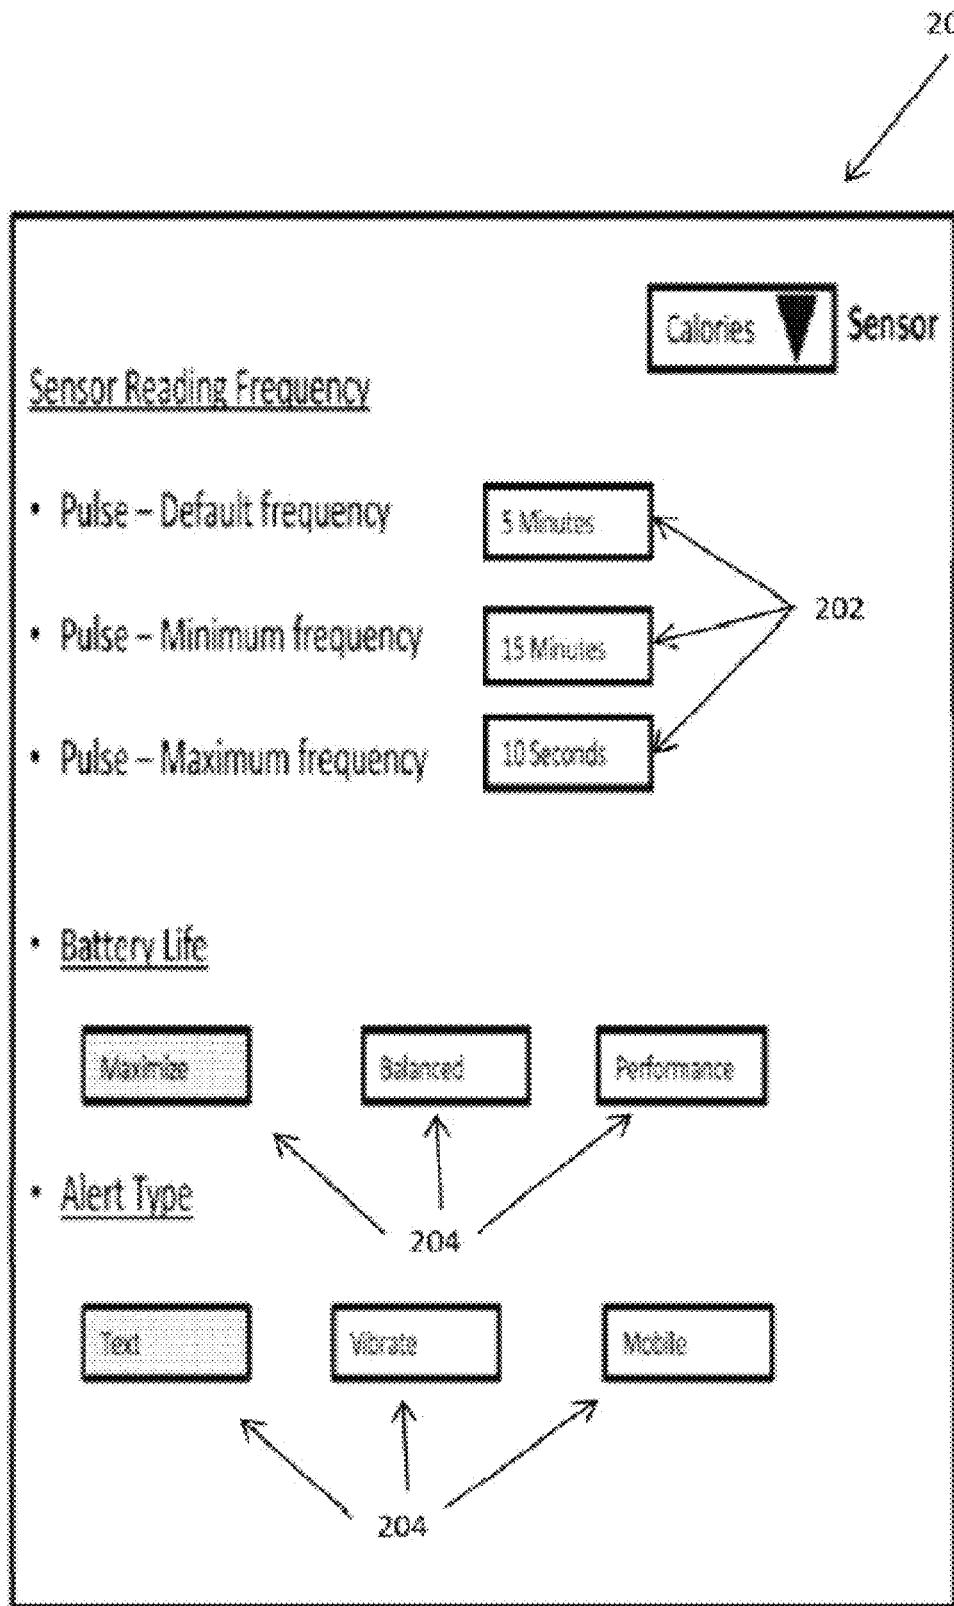 20
Calories
Sensor
Sensor Reading Frequency
• Pulse – Default frequency
5 Minutes
202
• Pulse – Minimum frequency
15 Minutes
• Pulse – Maximum frequency
10 Seconds
• Battery Life
Maximize
Balanced
Performance
• Alert Type
204
Text
Vibrate
Mobile
204